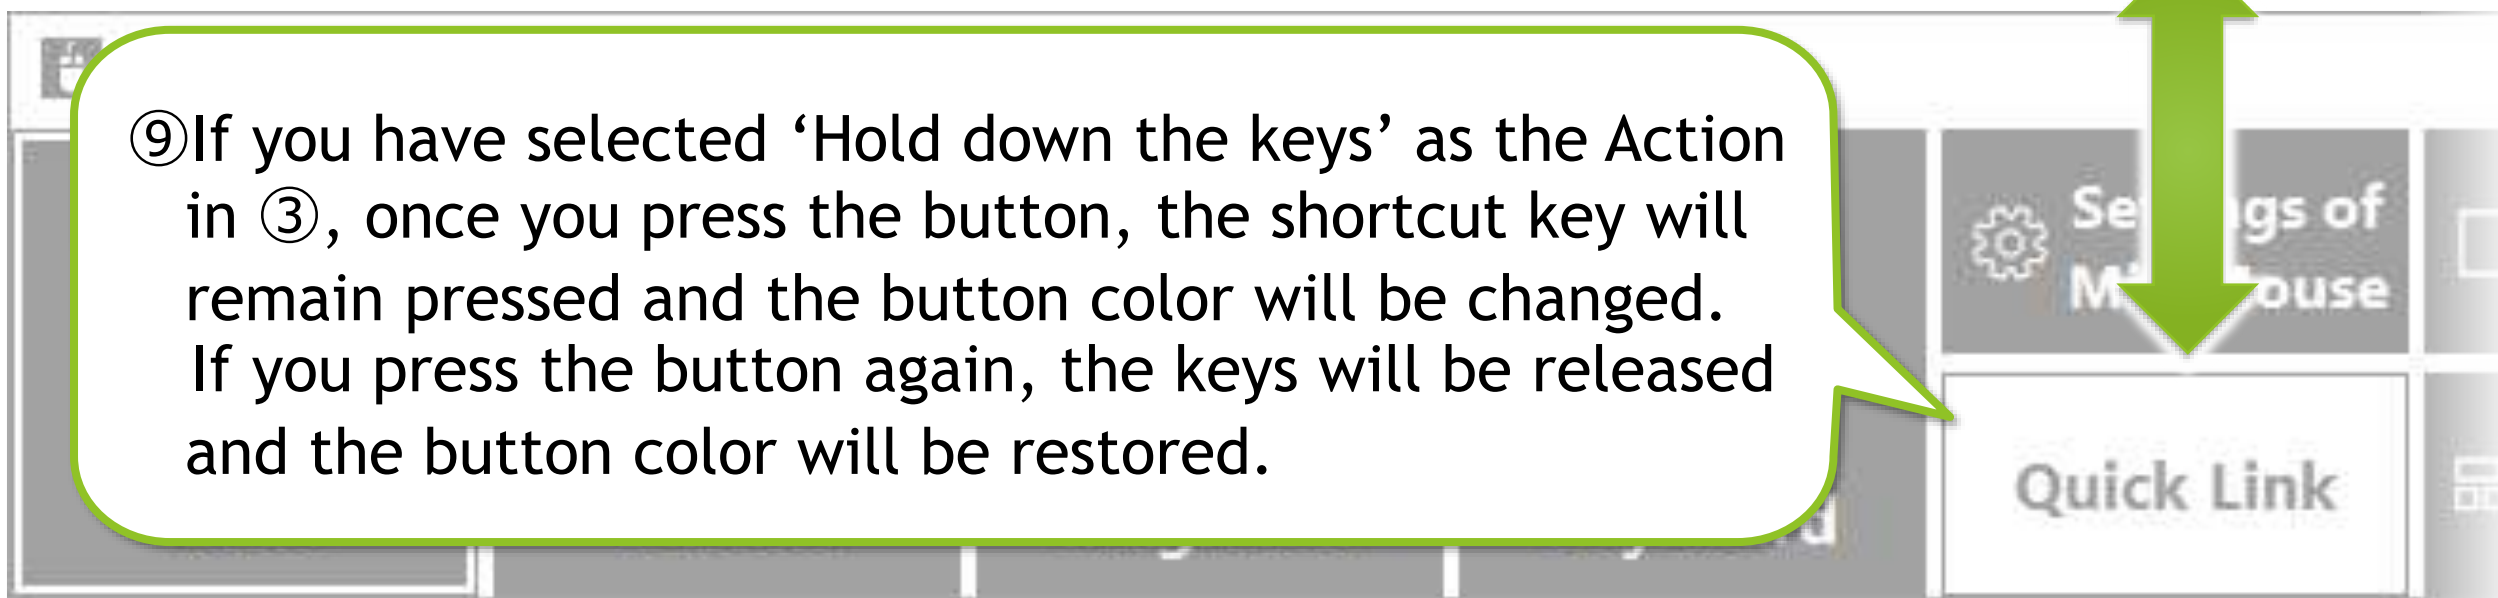 ⑨If you have selected ‘Hold down the keys’ as the Action
in ③, once you press the button, the shortcut key will
remain pressed and the button color will be changed.
If you press the button again, the keys will be released
and the button color will be restored.
of
Quick Link